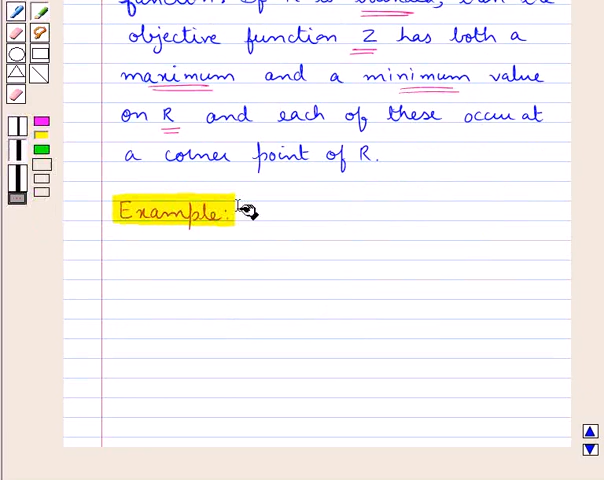 objective function Z has both a
maximum and a minimum value
on R and each of these occur at
a corner point of R.
Example: